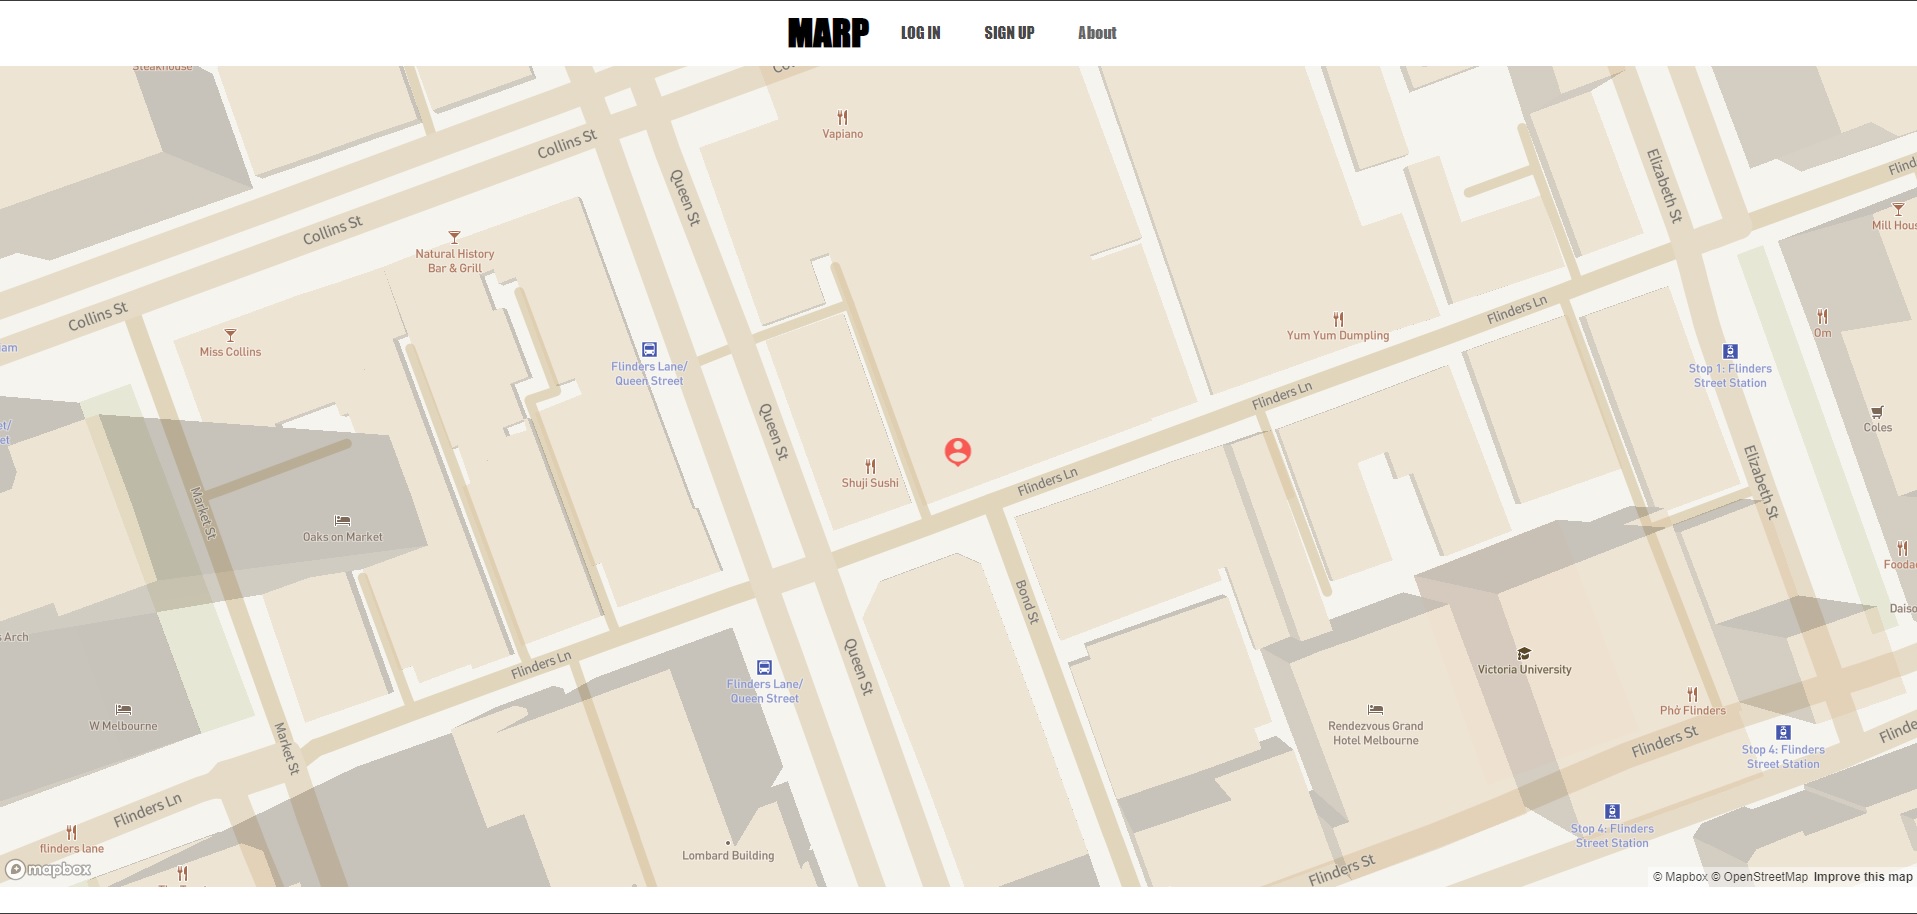 MARP LOG IN SIGN UP About
Steakhouse
Collins St
Vapiano
Queen St
Elizabeth St
Collins St
Natural History
Bar & Grill
Mill
Collins St
Miss Collins
Flinders Lane/
Queen Street
Yum Yum Dumpling
Flinders Ln
Om
Stop 1: Flinders
Street Station
Flinders Ln
Queen St
Coles
Shuji Sushi
Flinders Ln
Elizabeth St
Market St
Oaks on Market
Bond St
Arch
Flinders Ln
Queen St
Flinders Lane/
Queen Street
Victoria University
W Melbourne
Market St
Rendezvous Grand
Hotel Melbourne
Phở Flinders
Flinders St
Stop 4: Flinders
Street Station
Flinders Ln
flinders lane
Lombard Building
Stop 4: Flinders
Street Station
Flinders St
mapbox
© Mapbox © OpenStreetMap Improve this map